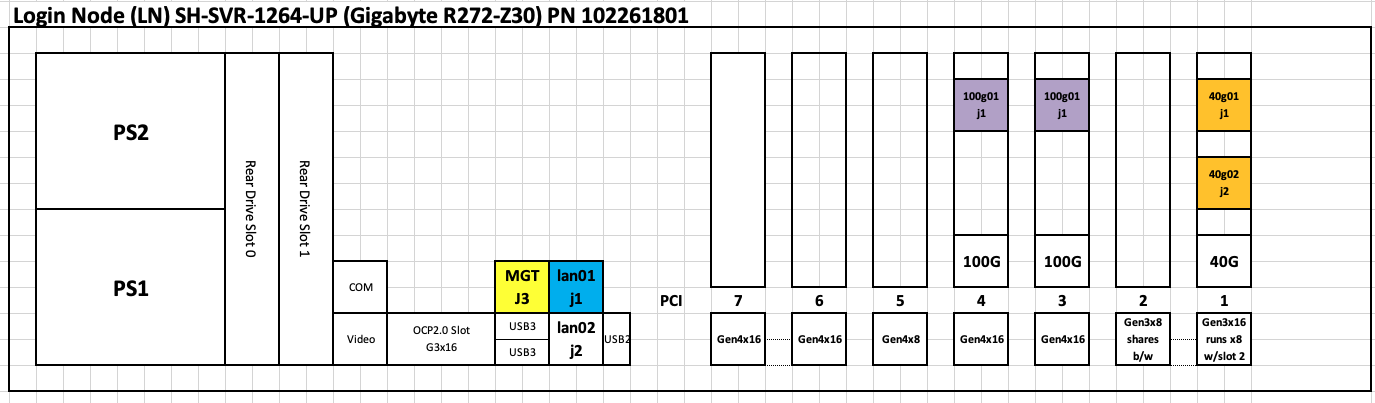 Login Node (LN) SH-SVR-1264-UP (Gigabyte R272-Z30) PN 102261801
PS2
PS1
Rear Drive Slot 0
Rear Drive Slot 1
COM
Video
OCP2.0 Slot
G3x16
MGT
J3
lan01
j1
USB3
USB3
lan02
j2
USB2
100g01
j1
100g01
j1
40g01
j1
40g02
j2
100G
100G
40G
PCI
7
6
5
4
3
2
1
Gen4x16
Gen4x16
Gen4x8
Gen4x16
Gen4x16
Gen3x8
shares
b/w
Gen3x16
runs x8
w/slot 2